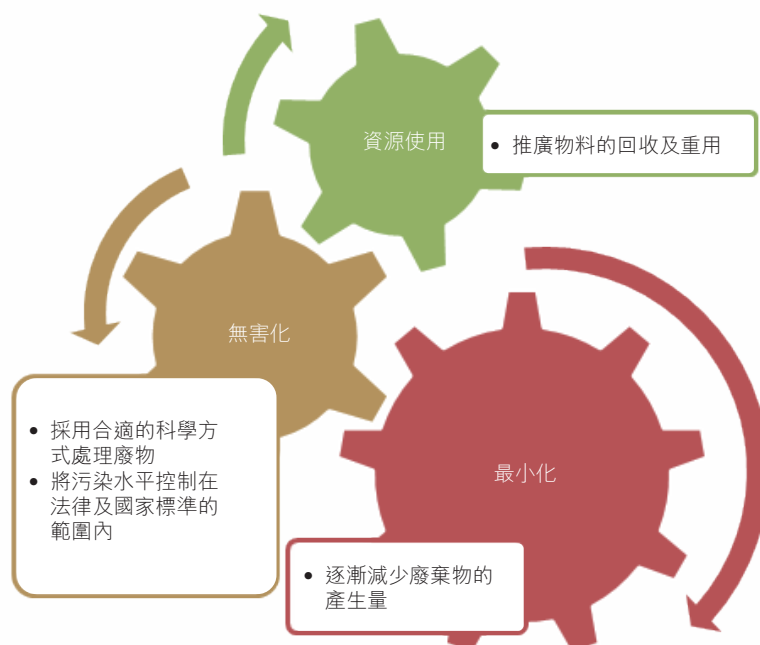 資源使用
• 推廣物料的回收及重用
無害化
• 採用合適的科學方
式處理廢物
• 將污染水平控制在
法律及國家標準的
範圍內
最小化
• 逐漸減少廢棄物的
產生量